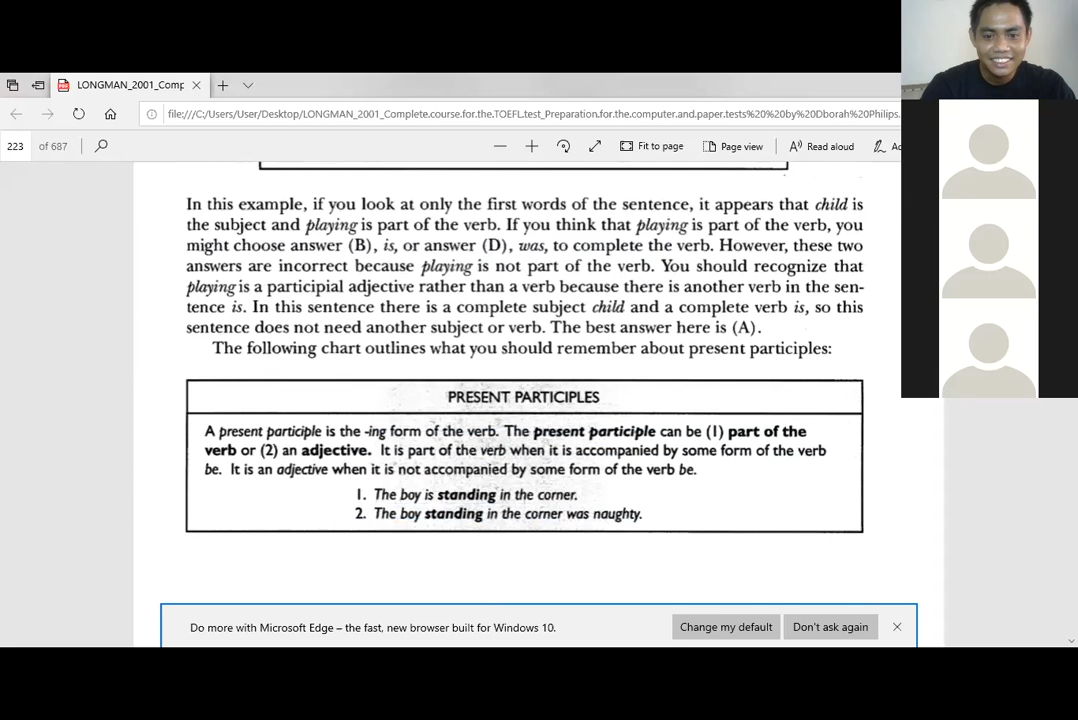 LONGMAN_2001_Comp
file:///C:/Users/User/Desktop/LONGMAN_2001_Complete.course.for.the.TOEFL.test_Preparation.for.the.computer.and.paper.tests%20%20by%20Dborah%20Philips.
223 of 687 Fit to page Page view Read aloud
In this example, if you look at only the first words of the sentence, it appears that child is
the subject and playing is part of the verb. If you think that playing is part of the verb, you
might choose answer (B), is, or answer (D), was, to complete the verb. However, these two
answers are incorrect because playing is not part of the verb. You should recognize that
playing is a participial adjective rather than a verb because there is another verb in the sen-
tence is. In this sentence there is a complete subject child and a complete verb is, so this
sentence does not need another subject or verb. The best answer here is (A).
The following chart outlines what you should remember about present participles:
PRESENT PARTICIPLES
A present participle is the -ing form of the verb. The present participle can be (1) part of the
verb or (2) an adjective. It is part of the verb when it is accompanied by some form of the verb
be. It is an adjective when it is not accompanied by some form of the verb be.
1. The boy is standing in the corner.
2. The boy standing in the corner was naughty.
Do more with Microsoft Edge – the fast, new browser built for Windows 10. Change my default Don't ask again